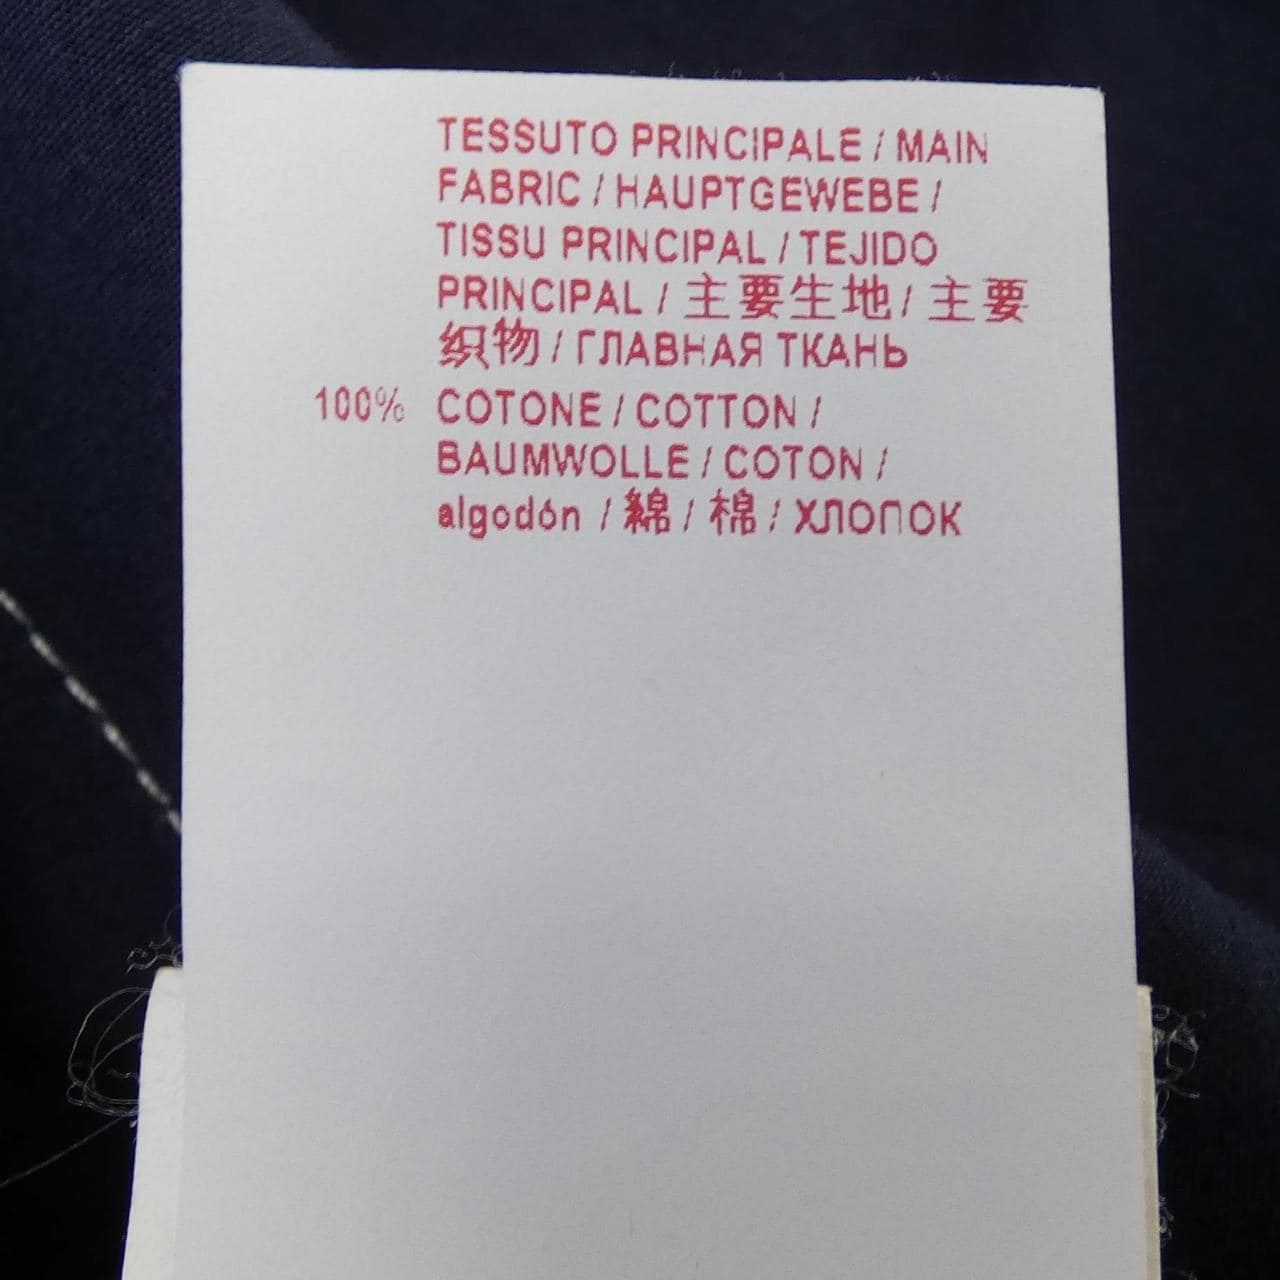 TESSUTO PRINCIPALE / MAIN
FABRIC / HAUPTGEWEBE /
TISSU PRINCIPAL / TEJIDO
PRINCIPAL / 主要生地 / 主要
织物 / ГЛАВНАЯ ТКАНЬ
100% COTONE / COTTON /
BAUMWOLLE / COTON /
algodón / 綿 / 棉 / ХЛОПОК